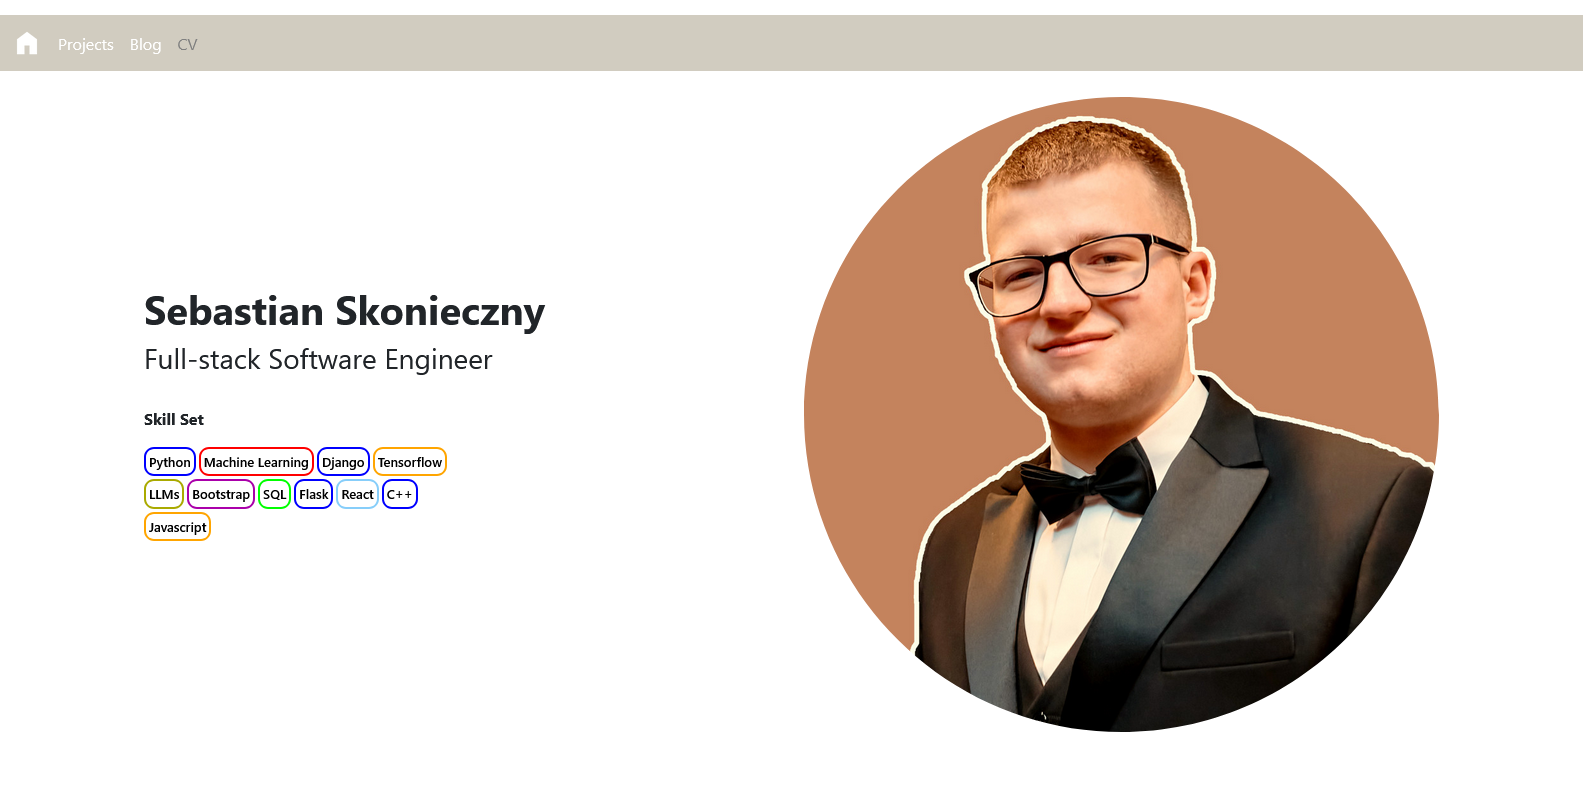 Projects Blog CV
Sebastian Skonieczny
Full-stack Software Engineer
Skill Set
Python Machine Learning Django Tensorflow
LLMs Bootstrap SQL Flask React C++
Javascript